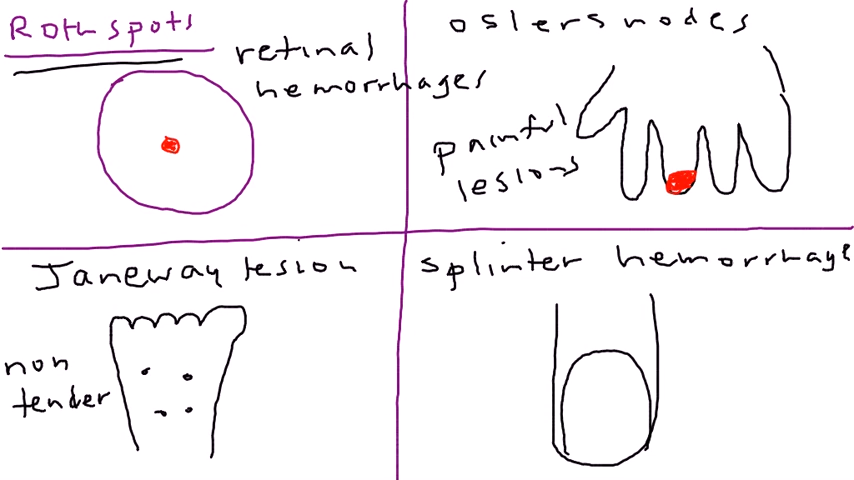 Roth spots
retinal
hemorrhages
oslers nodes
painful
lesions
Janeway lesion
non
tender
splinter hemorrhage